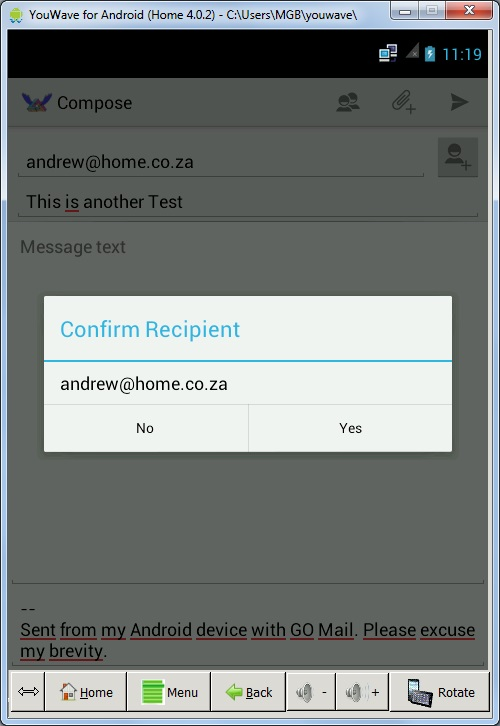 YouWave for Android (Home 4.0.2) - C:\Users\MGB\youwave\
11:19
Compose
andrew@home.co.za
This is another Test
Message text
Confirm Recipient
andrew@home.co.za
No Yes
--
Sent from my Android device with GO Mail. Please excuse
my brevity.
Home Menu Back - + Rotate